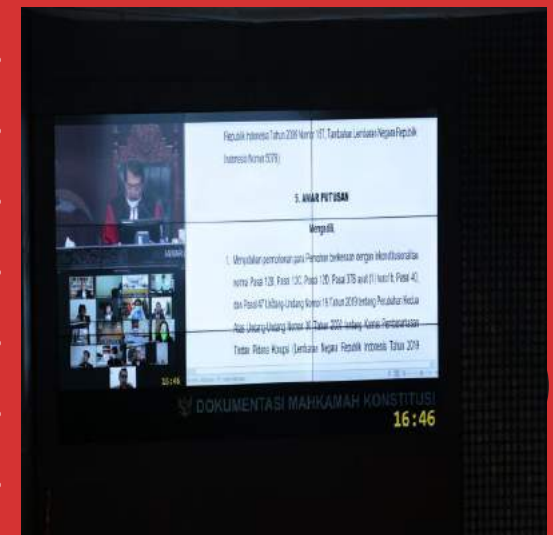 Republik Indonesia Tahun 2009 Nomor 157, Tambahan Lembaran Negara Republik
Indonesia Nomor 5076)
5. AMAR PUTUSAN
Mengadili,
1. Menyatakan permohonan para Pemohon berkenaan dengan inkonstitusionalitas
norma Pasal 12B, Pasal 12C, Pasal 12D, Pasal 37B ayat (1) huruf b, Pasal 40,
dan Pasal 47 Undang-Undang Nomor 19 Tahun 2019 tentang Perubahan Kedua
Atas Undang-Undang Nomor 30 Tahun 2002 tentang Komisi Pemberantasan
Tindak Pidana Korupsi (Lembaran Negara Republik Indonesia Tahun 2019
16:46
DOKUMENTASI MAHKAMAH KONSTITUSI
16:46